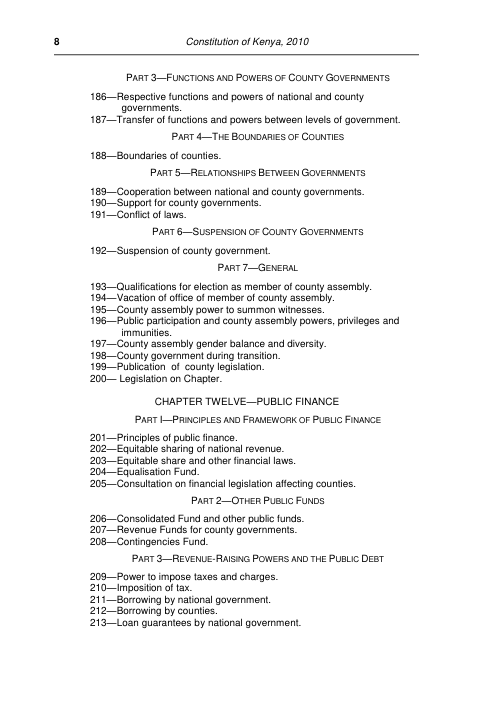 8 Constitution of Kenya, 2010
PART 3—FUNCTIONS AND POWERS OF COUNTY GOVERNMENTS
186—Respective functions and powers of national and county
governments.
187—Transfer of functions and powers between levels of government.
PART 4—THE BOUNDARIES OF COUNTIES
188—Boundaries of counties.
PART 5—RELATIONSHIPS BETWEEN GOVERNMENTS
189—Cooperation between national and county governments.
190—Support for county governments.
191—Conflict of laws.
PART 6—SUSPENSION OF COUNTY GOVERNMENTS
192—Suspension of county government.
PART 7—GENERAL
193—Qualifications for election as member of county assembly.
194—Vacation of office of member of county assembly.
195—County assembly power to summon witnesses.
196—Public participation and county assembly powers, privileges and
immunities.
197—County assembly gender balance and diversity.
198—County government during transition.
199—Publication of county legislation.
200— Legislation on Chapter.
CHAPTER TWELVE—PUBLIC FINANCE
PART I—PRINCIPLES AND FRAMEWORK OF PUBLIC FINANCE
201—Principles of public finance.
202—Equitable sharing of national revenue.
203—Equitable share and other financial laws.
204—Equalisation Fund.
205—Consultation on financial legislation affecting counties.
PART 2—OTHER PUBLIC FUNDS
206—Consolidated Fund and other public funds.
207—Revenue Funds for county governments.
208—Contingencies Fund.
PART 3—REVENUE-RAISING POWERS AND THE PUBLIC DEBT
209—Power to impose taxes and charges.
210—Imposition of tax.
211—Borrowing by national government.
212—Borrowing by counties.
213—Loan guarantees by national government.